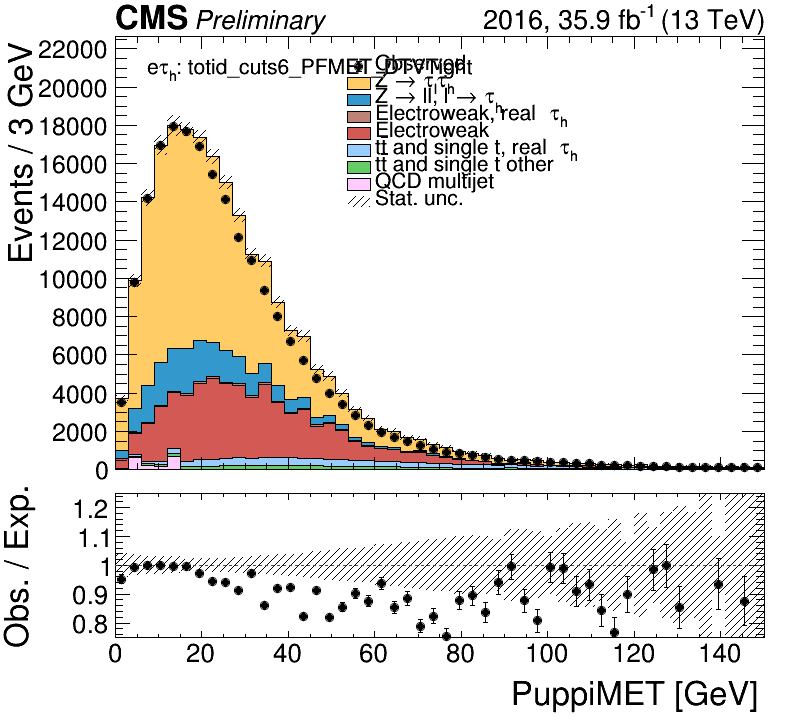 CMS Preliminary 2016, 35.9 fb-1 (13 TeV)
Events / 3 GeV
22000
20000
18000
16000
14000
12000
10000
8000
6000
4000
2000
0
eτh: totid_cuts6_PFMET_DTVTight
Observed
Z → τlτh
Z → ll, l → τh
Electroweak, real τh
Electroweak
tt̄ and single t, real τh
tt̄ and single t other
QCD multijet
Stat. unc.
Obs. / Exp.
1.2
1.1
1
0.9
0.8
0 20 40 60 80 100 120 140
PuppiMET [GeV]